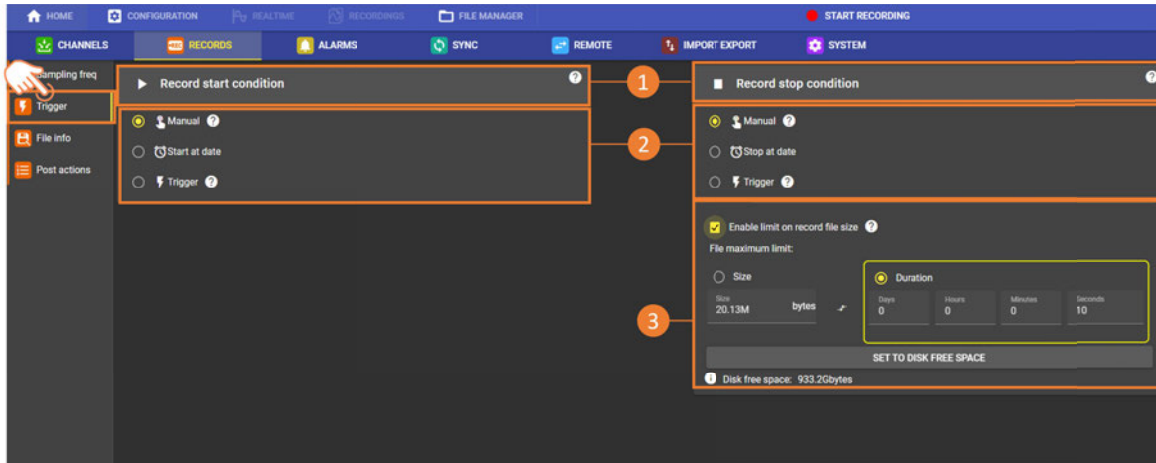 HOME CONFIGURATION REALTIME RECORDINGS FILE MANAGER START RECORDING
CHANNELS RECORDS ALARMS SYNC REMOTE IMPORT EXPORT SYSTEM
Sampling freq
Trigger
File info
Post actions
Record start condition ?
Manual ?
Start at date
Trigger ?
1
2
3
Record stop condition ?
Manual ?
Stop at date
Trigger ?
Enable limit on record file size ?
File maximum limit:
Size Duration
Size Days Hours Minutes Seconds
20.13M bytes 0 0 0 10
SET TO DISK FREE SPACE
Disk free space: 933.2Gbytes